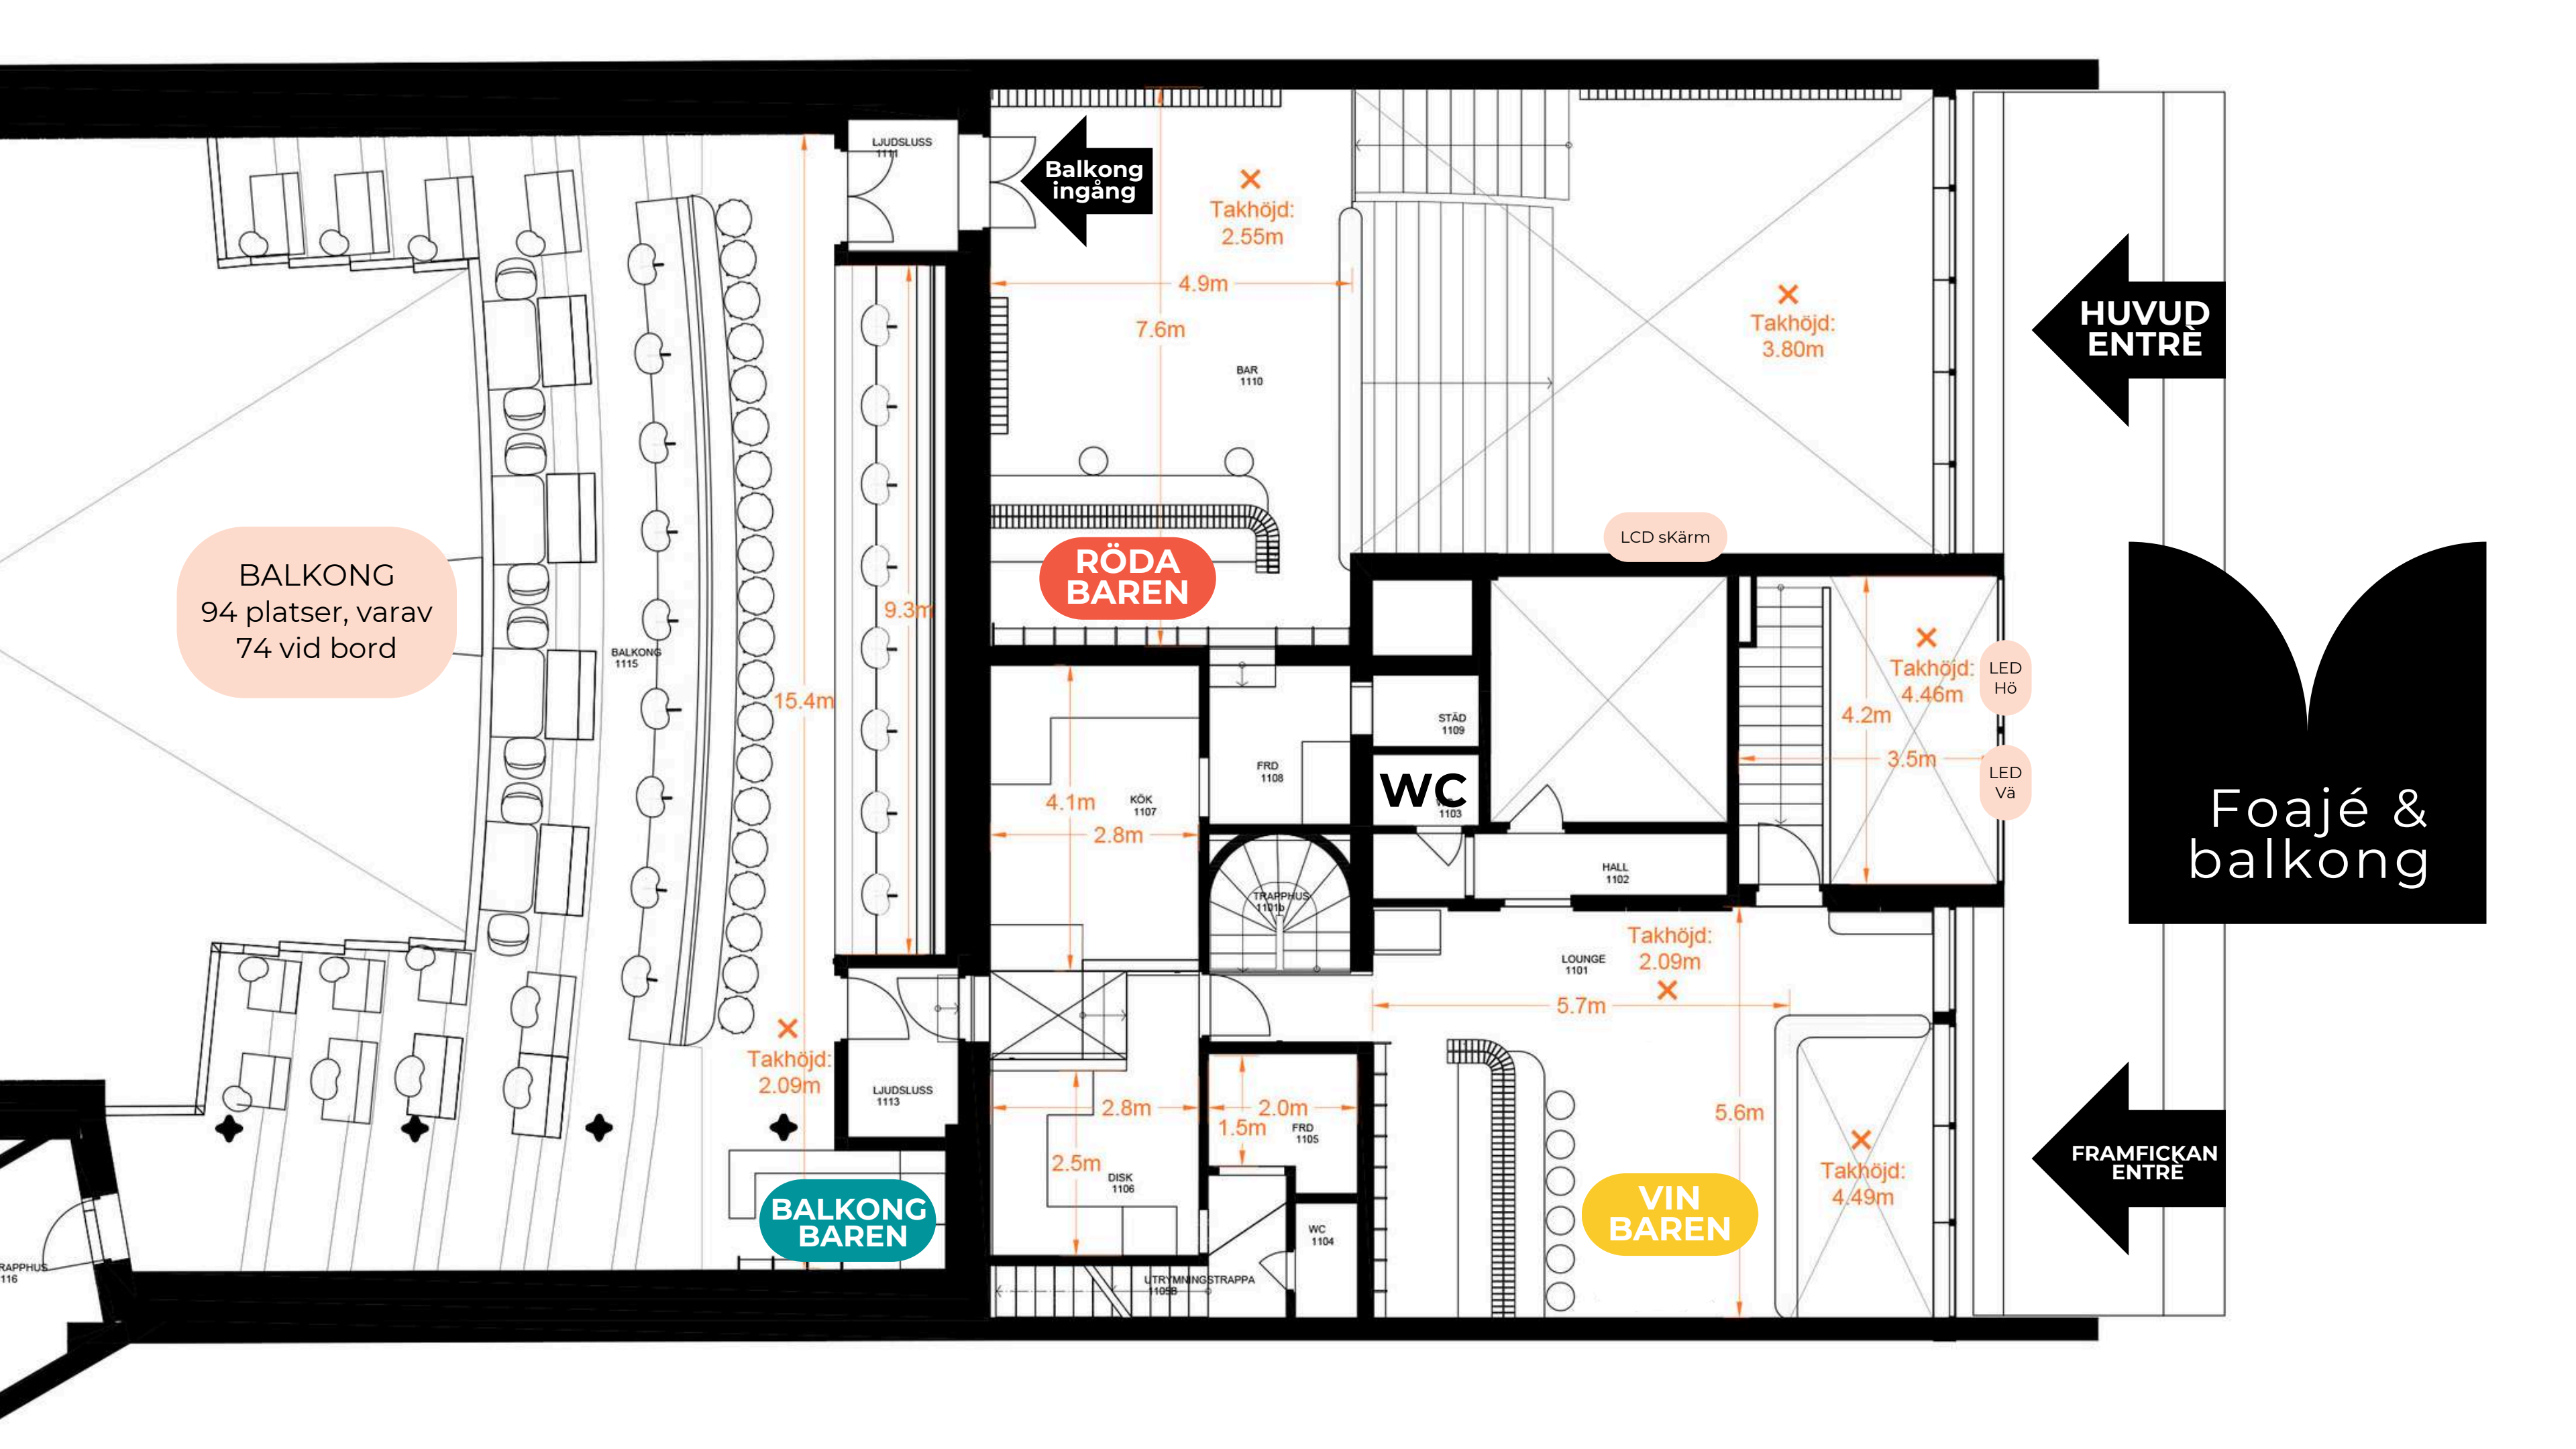 LJUDSLUSS
1111
Balkong
ingång
Takhöjd:
2.55m
4.9m
7.6m
BAR
1110
Takhöjd:
3.80m
HUVUD
ENTRÈ
LCD sKärm
RÖDA
BAREN
BALKONG
94 platser, varav
74 vid bord
BALKONG
1115
9.3m
15.4m
Takhöjd:
4.46m
4.2m
3.5m
LED
Hö
LED
Vä
STÄD
1109
WC
1103
FRD
1108
KÖK
1107
4.1m
2.8m
HALL
1102
TRAPPHUS
1101b
Foajé &
balkong
LOUNGE
1101
Takhöjd:
2.09m
5.7m
Takhöjd:
2.09m
LJUDSLUSS
1113
2.8m
2.5m
DISK
1106
2.0m
1.5m
FRD
1105
WC
1104
5.6m
Takhöjd:
4.49m
FRAMFICKAN
ENTRÈ
BALKONG
BAREN
VIN
BAREN
UTRYMNINGSTRAPPA
1105B
RAPPHUS
116